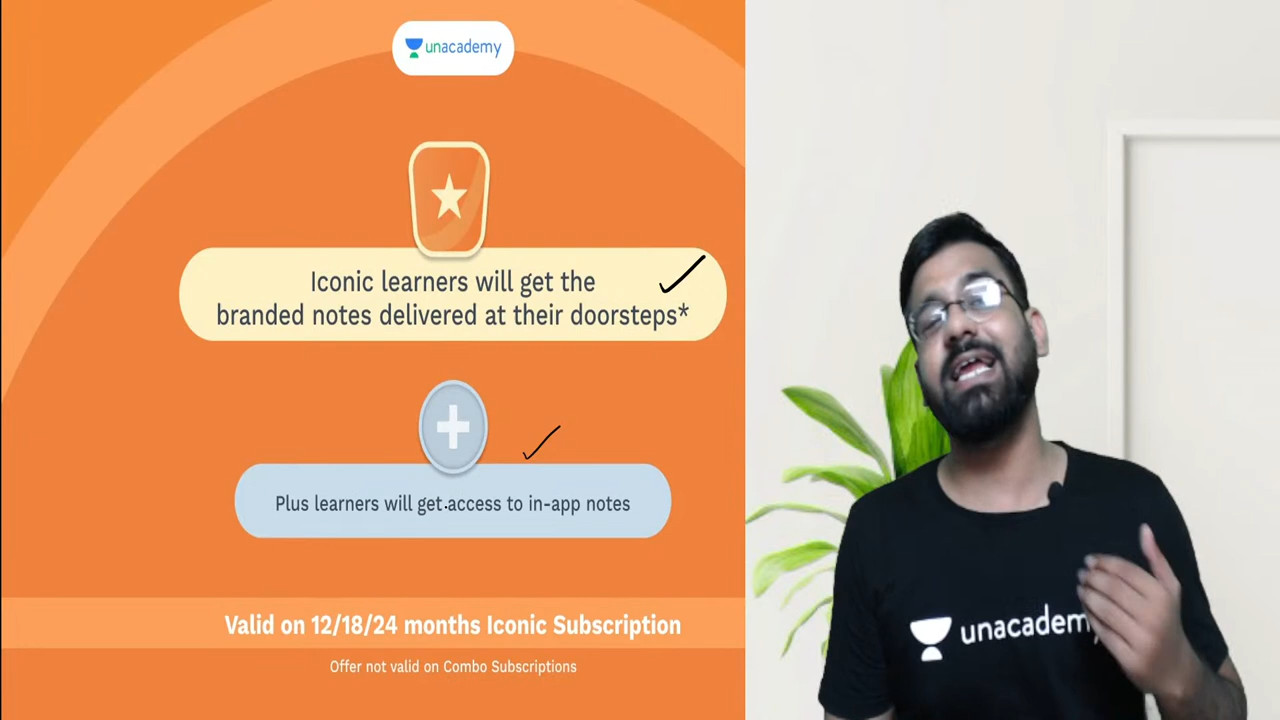 unacademy
Iconic learners will get the
branded notes delivered at their doorsteps*
Plus learners will get access to in-app notes
Valid on 12/18/24 months Iconic Subscription
Offer not valid on Combo Subscriptions
unacademy